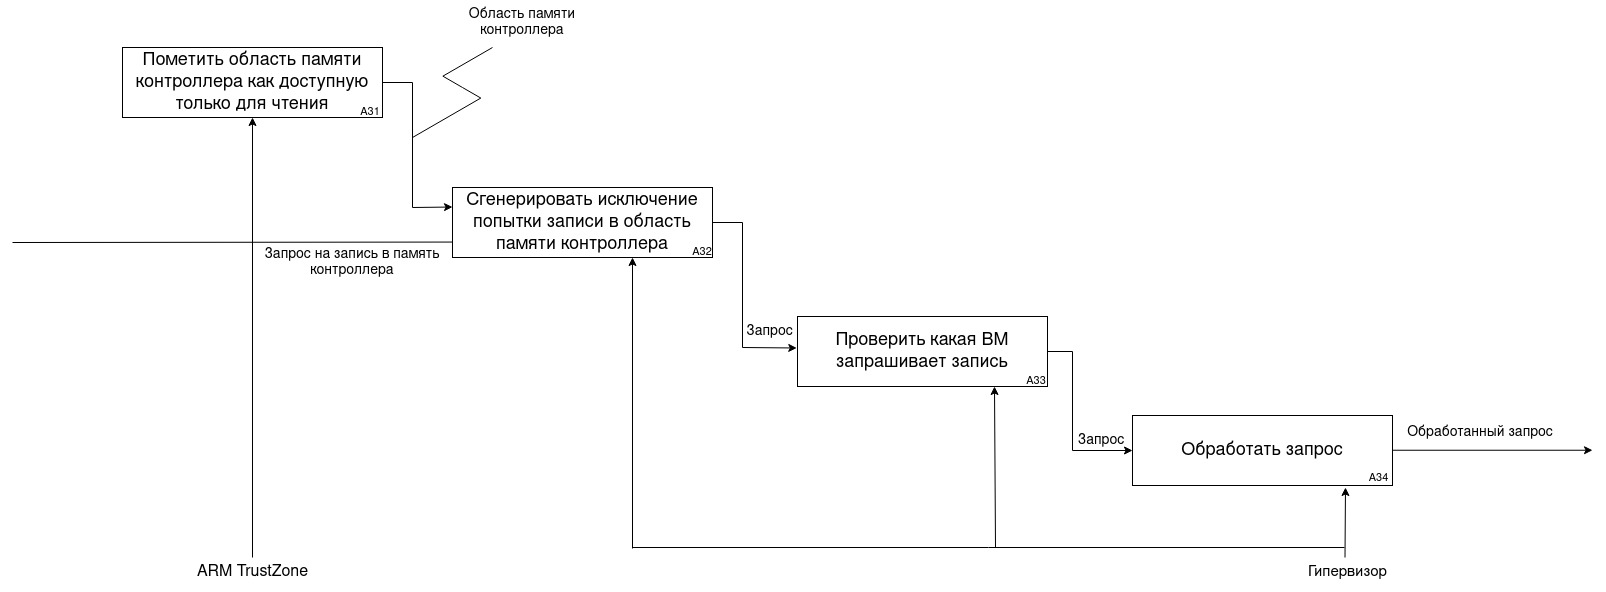 Область памяти
контроллера
Пометить область памяти
контроллера как доступную
только для чтения
A31
Сгенерировать исключение
попытки записи в область
памяти контроллера
A32
Запрос на запись в память
контроллера
Запрос
Проверить какая ВМ
запрашивает запись
A33
Запрос
Обработать запрос
A34
Обработанный запрос
ARM TrustZone
Гипервизор